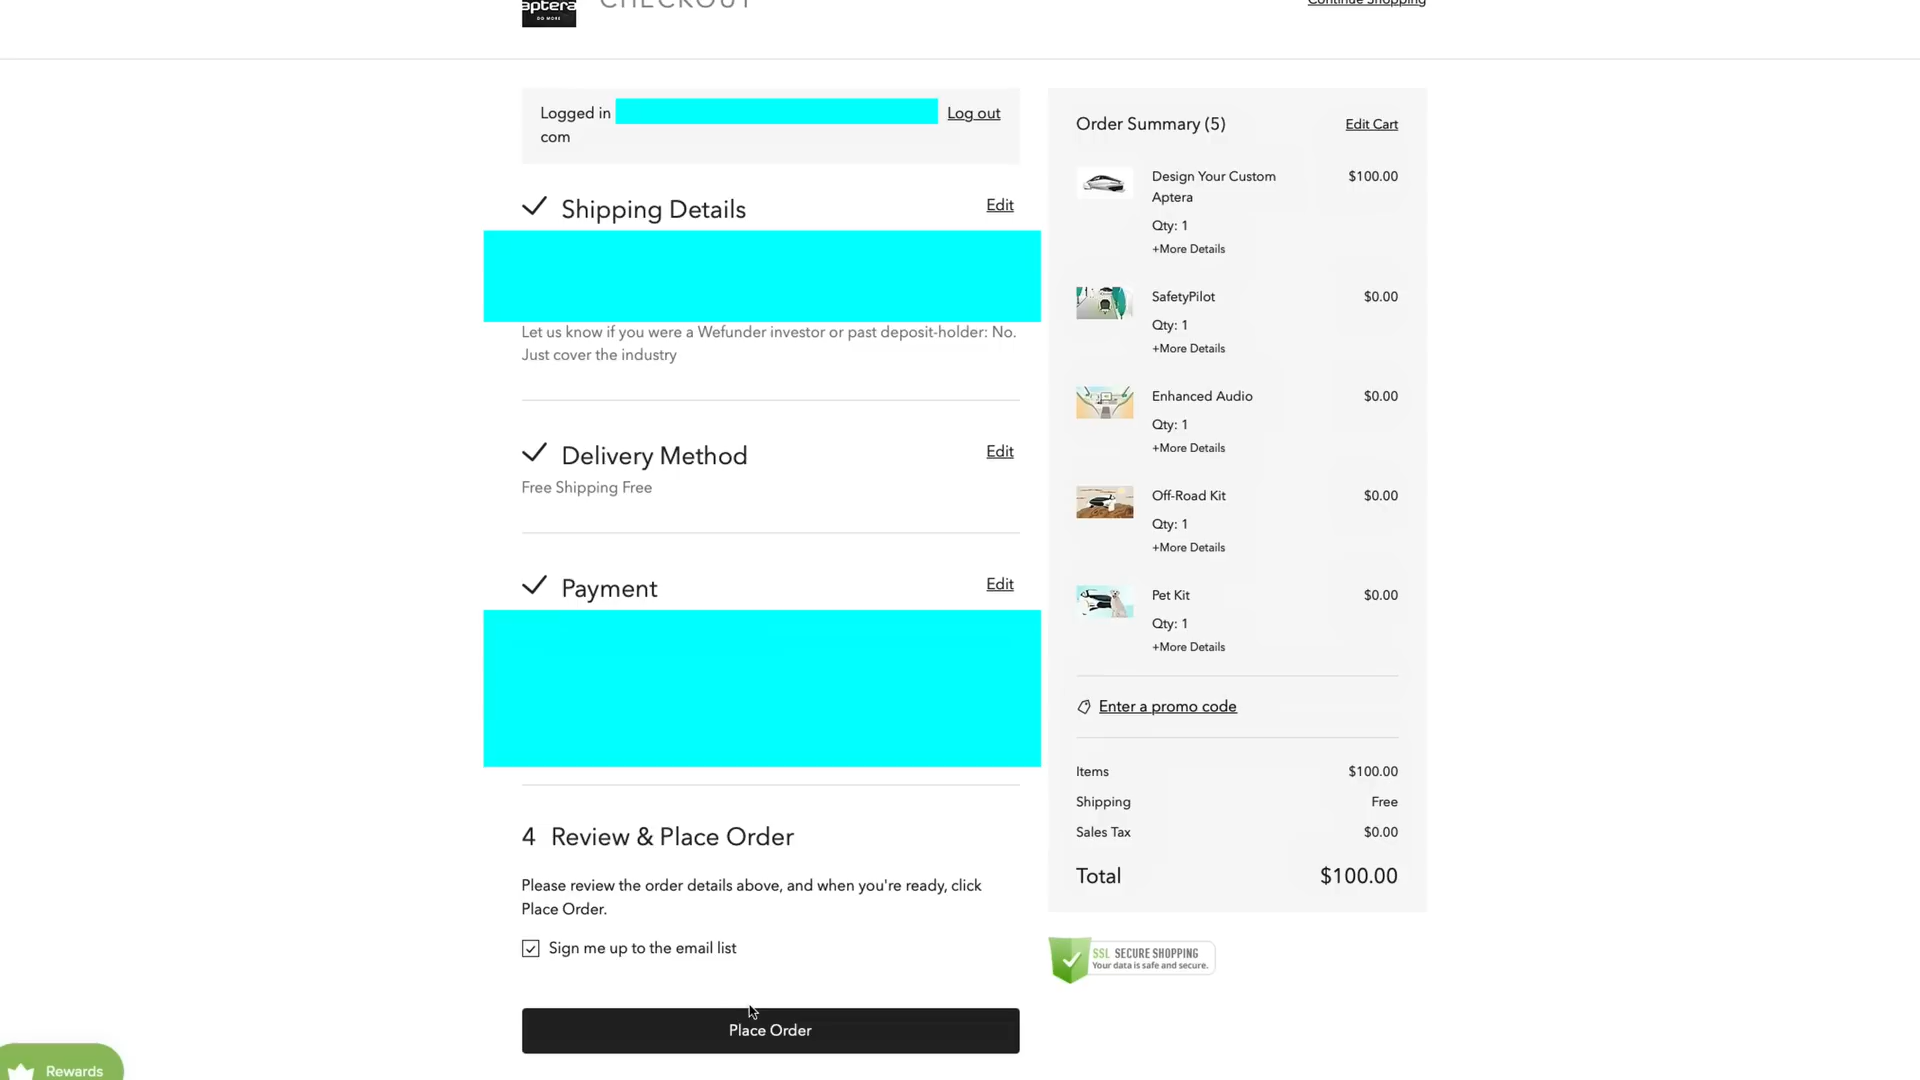 aptera
DO MORE
CHECKOUT
Continue Shopping
Logged in
com
Log out
Shipping Details
Edit
Let us know if you were a Wefunder investor or past deposit-holder: No.
Just cover the industry
Delivery Method
Edit
Free Shipping Free
Payment
Edit
4 Review & Place Order
Please review the order details above, and when you're ready, click
Place Order.
Sign me up to the email list
Place Order
Rewards
Order Summary (5)
Edit Cart
Design Your Custom
Aptera
$100.00
Qty: 1
+More Details
SafetyPilot
$0.00
Qty: 1
+More Details
Enhanced Audio
$0.00
Qty: 1
+More Details
Off-Road Kit
$0.00
Qty: 1
+More Details
Pet Kit
$0.00
Qty: 1
+More Details
Enter a promo code
Items
$100.00
Shipping
Free
Sales Tax
$0.00
Total
$100.00
SSL SECURE SHOPPING
Your data is safe and secure.